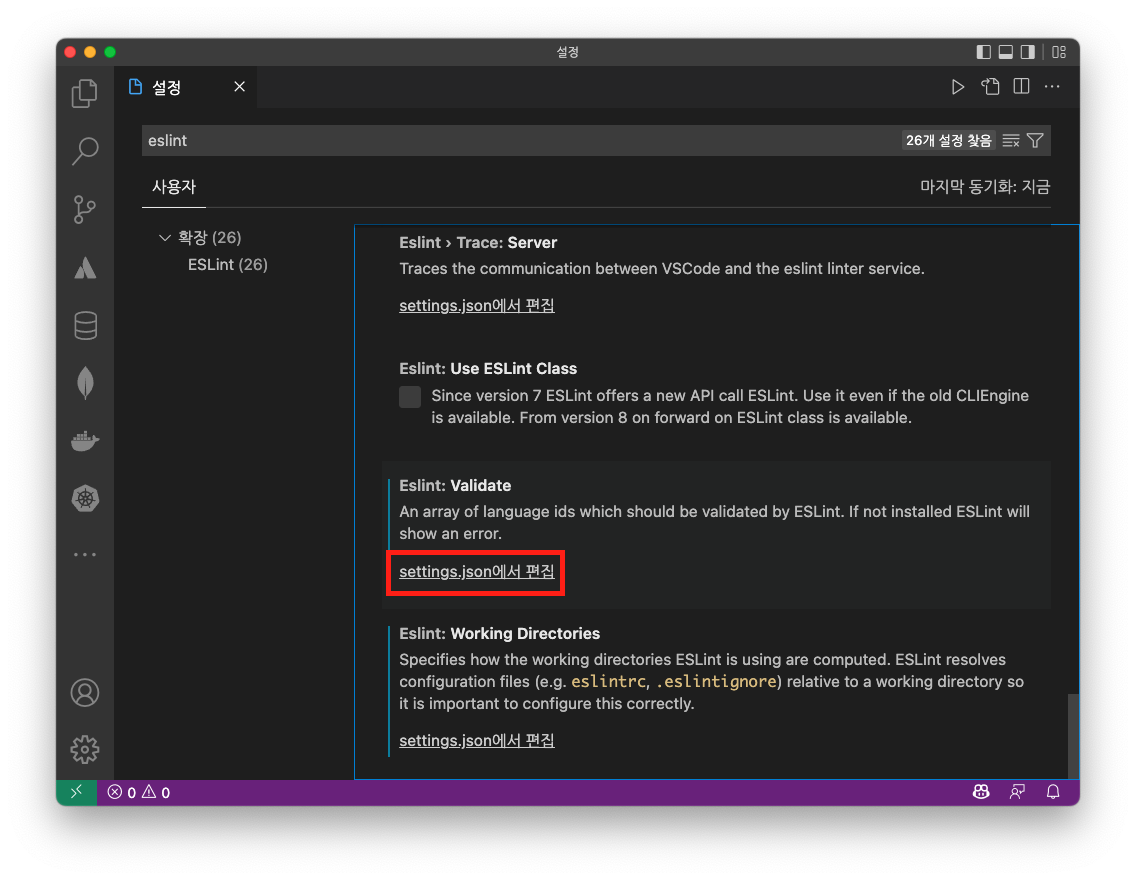 설정
설정
eslint
26개 설정 찾음
사용자
마지막 동기화: 지금
확장 (26)
ESLint (26)
Eslint › Trace: Server
Traces the communication between VSCode and the eslint linter service.
settings.json에서 편집
Eslint: Use ESLint Class
Since version 7 ESLint offers a new API call ESLint. Use it even if the old CLIEngine
is available. From version 8 on forward on ESLint class is available.
Eslint: Validate
An array of language ids which should be validated by ESLint. If not installed ESLint will
show an error.
settings.json에서 편집
Eslint: Working Directories
Specifies how the working directories ESLint is using are computed. ESLint resolves
configuration files (e.g. eslintrc, .eslintignore) relative to a working directory so
it is important to configure this correctly.
settings.json에서 편집
0 0